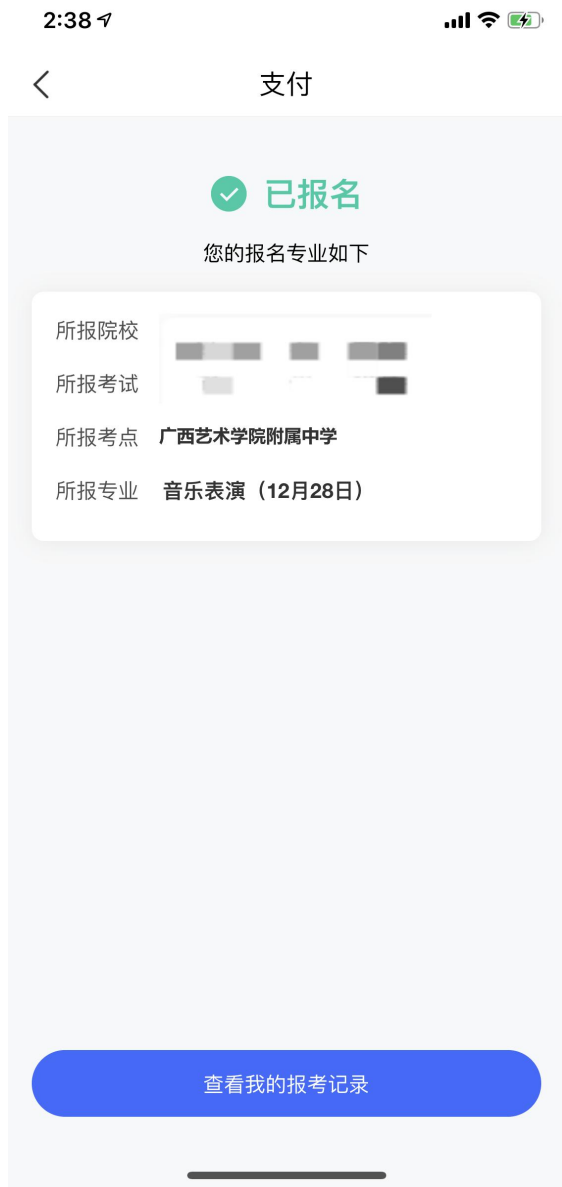 2:38
支付
已报名
您的报名专业如下
所报院校
所报考试
所报考点 广西艺术学院附属中学
所报专业 音乐表演（12月28日）
查看我的报考记录